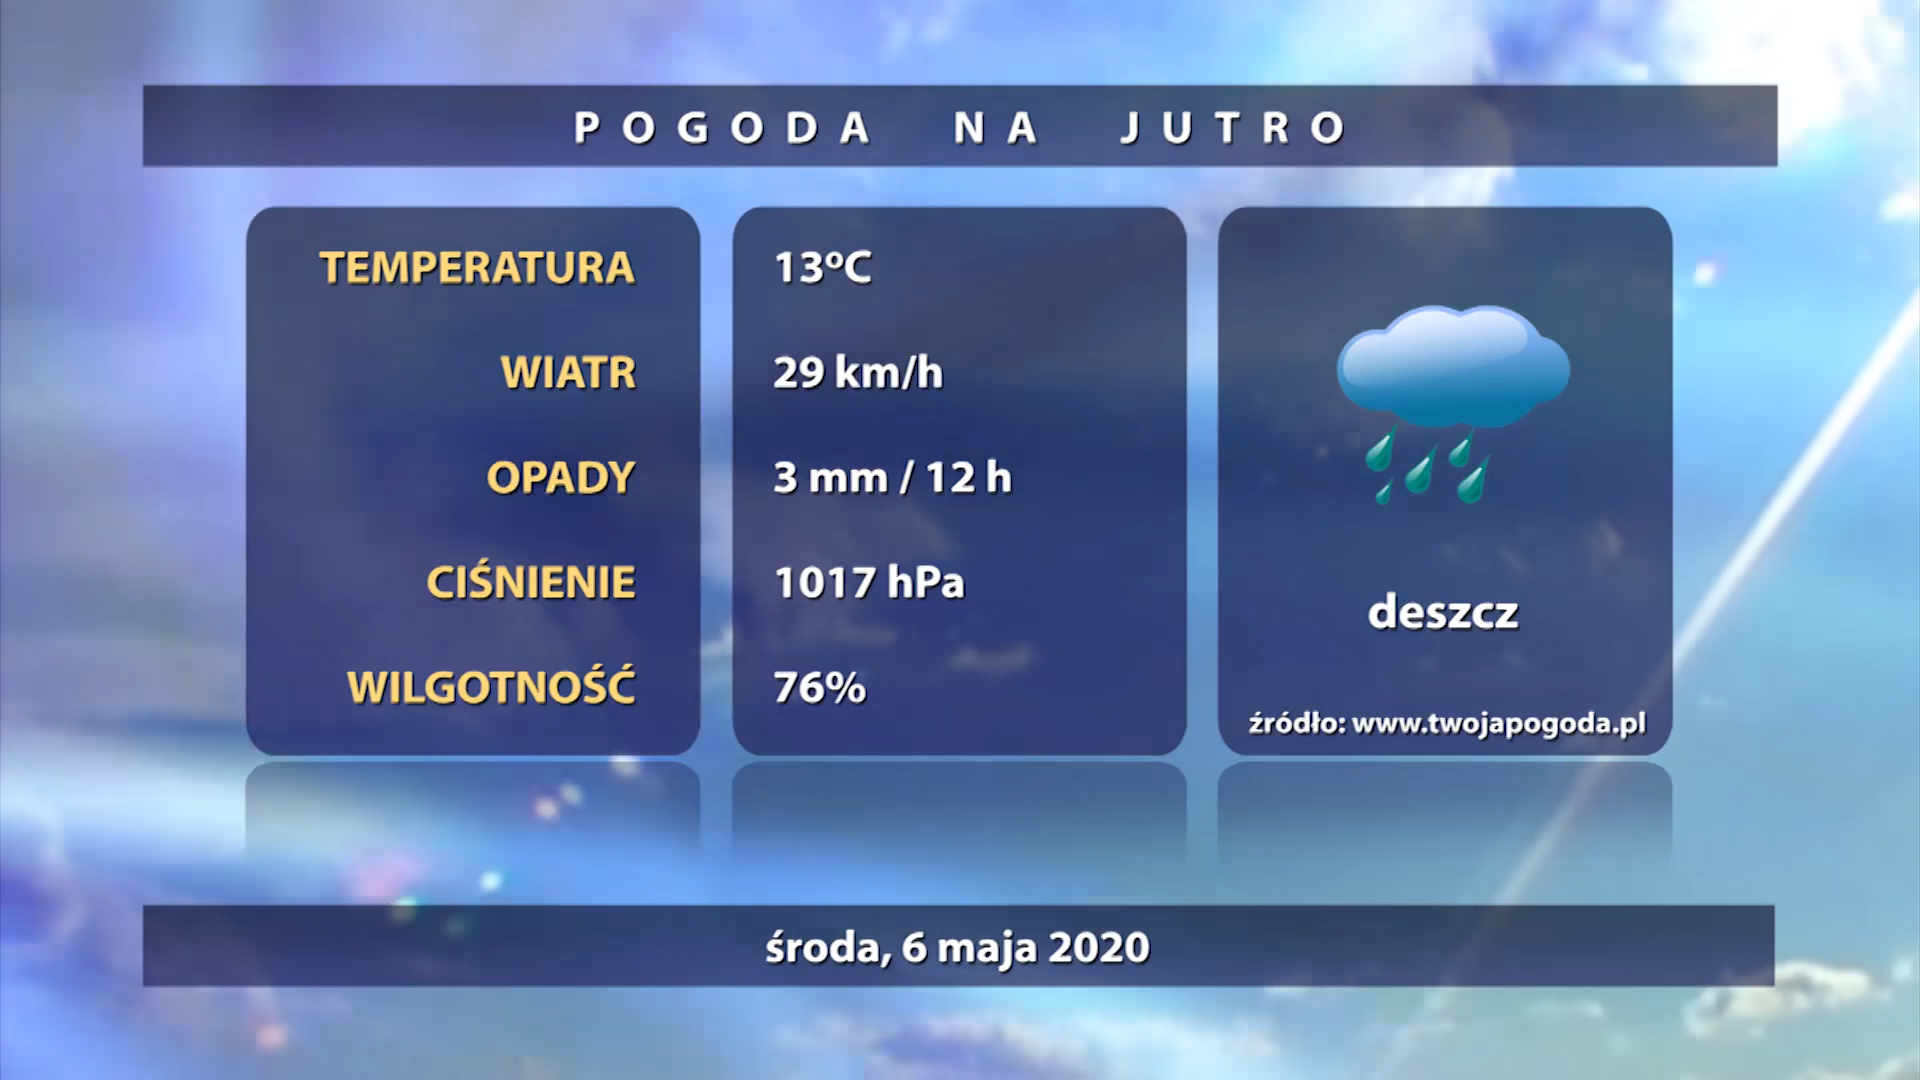 POGODA NA JUTRO
TEMPERATURA 13ºC
WIATR 29 km/h
OPADY 3 mm / 12 h
CIŚNIENIE 1017 hPa
WILGOTNOŚĆ 76%
deszcz
źródło: www.twojapogoda.pl
środa, 6 maja 2020